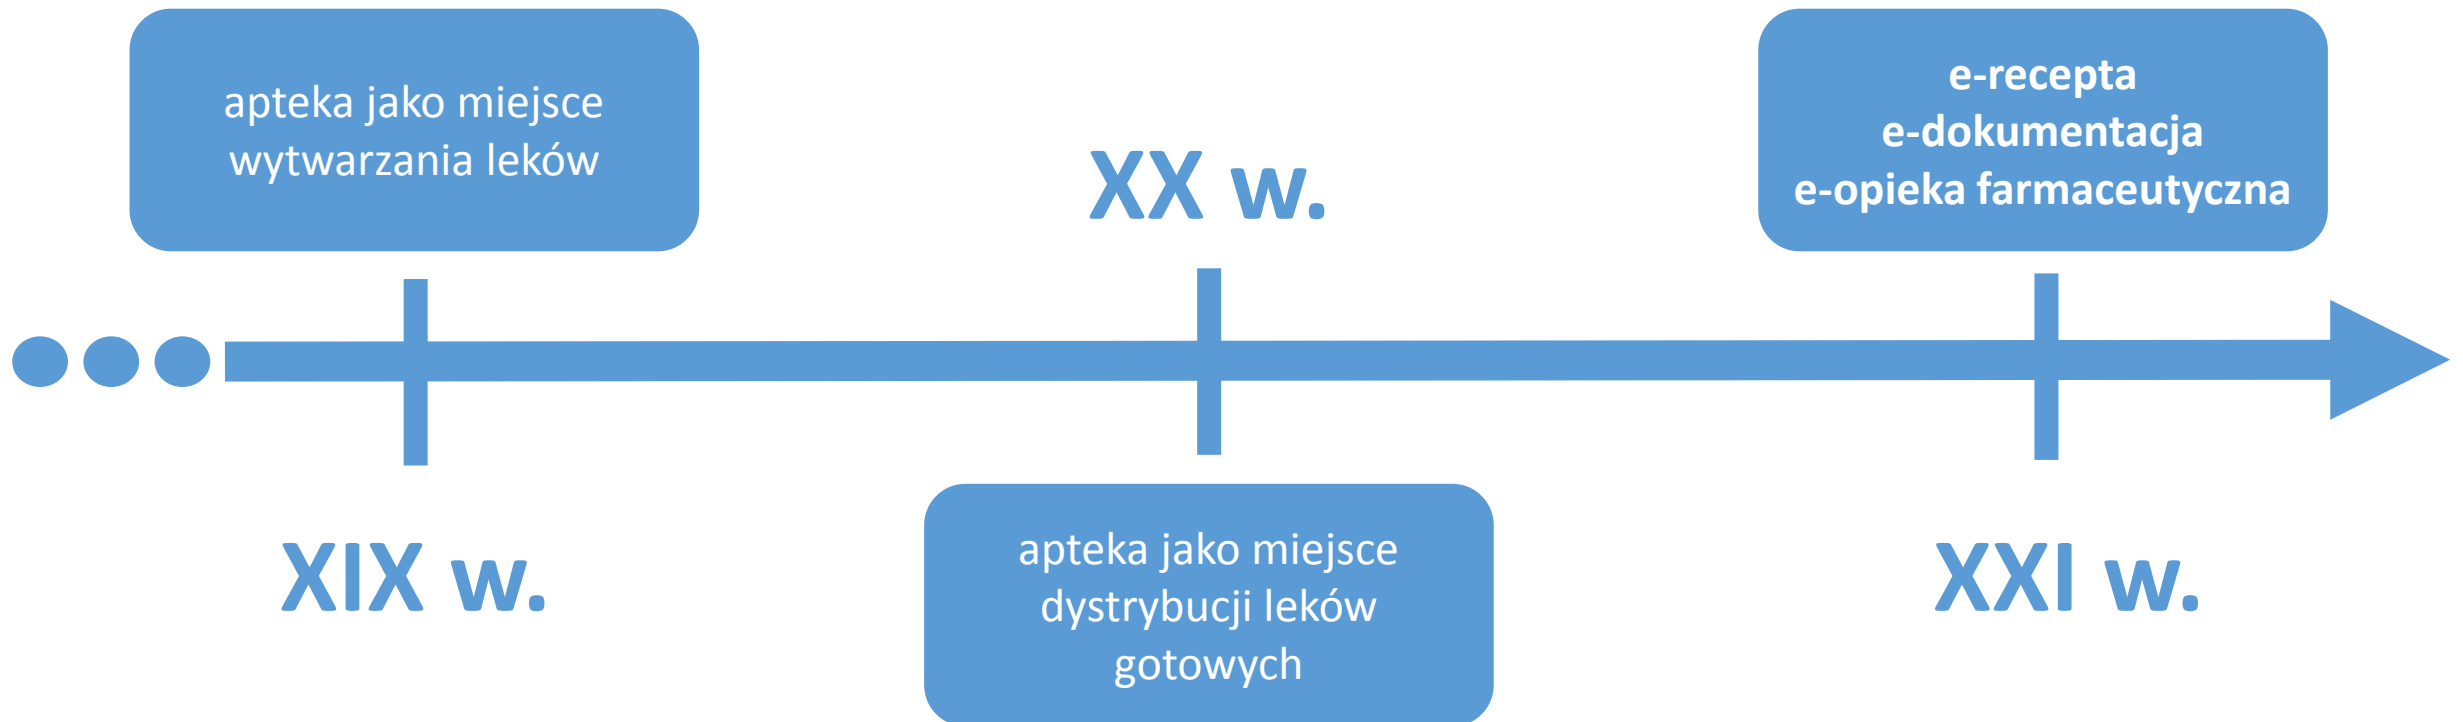 apteka jako miejsce
wytwarzania leków
XIX w.
XX w.
apteka jako miejsce
dystrybucji leków
gotowych
e-recepta
e-dokumentacja
e-opieka farmaceutyczna
XXI w.